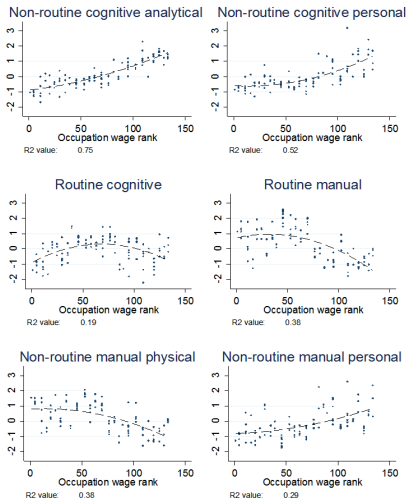 Non-routine cognitive analytical
Non-routine cognitive personal
3
2
1
0
-1
-2
0 50 100 150
Occupation wage rank
R2 value: 0.75
3
2
1
0
-1
-2
0 50 100 150
Occupation wage rank
R2 value: 0.52
Routine cognitive
Routine manual
3
2
1
0
-1
-2
0 50 100 150
Occupation wage rank
R2 value: 0.19
3
2
1
0
-1
-2
0 50 100 150
Occupation wage rank
R2 value: 0.38
Non-routine manual physical
Non-routine manual personal
3
2
1
0
-1
-2
0 50 100 150
Occupation wage rank
R2 value: 0.38
3
2
1
0
-1
-2
0 50 100 150
Occupation wage rank
R2 value: 0.29